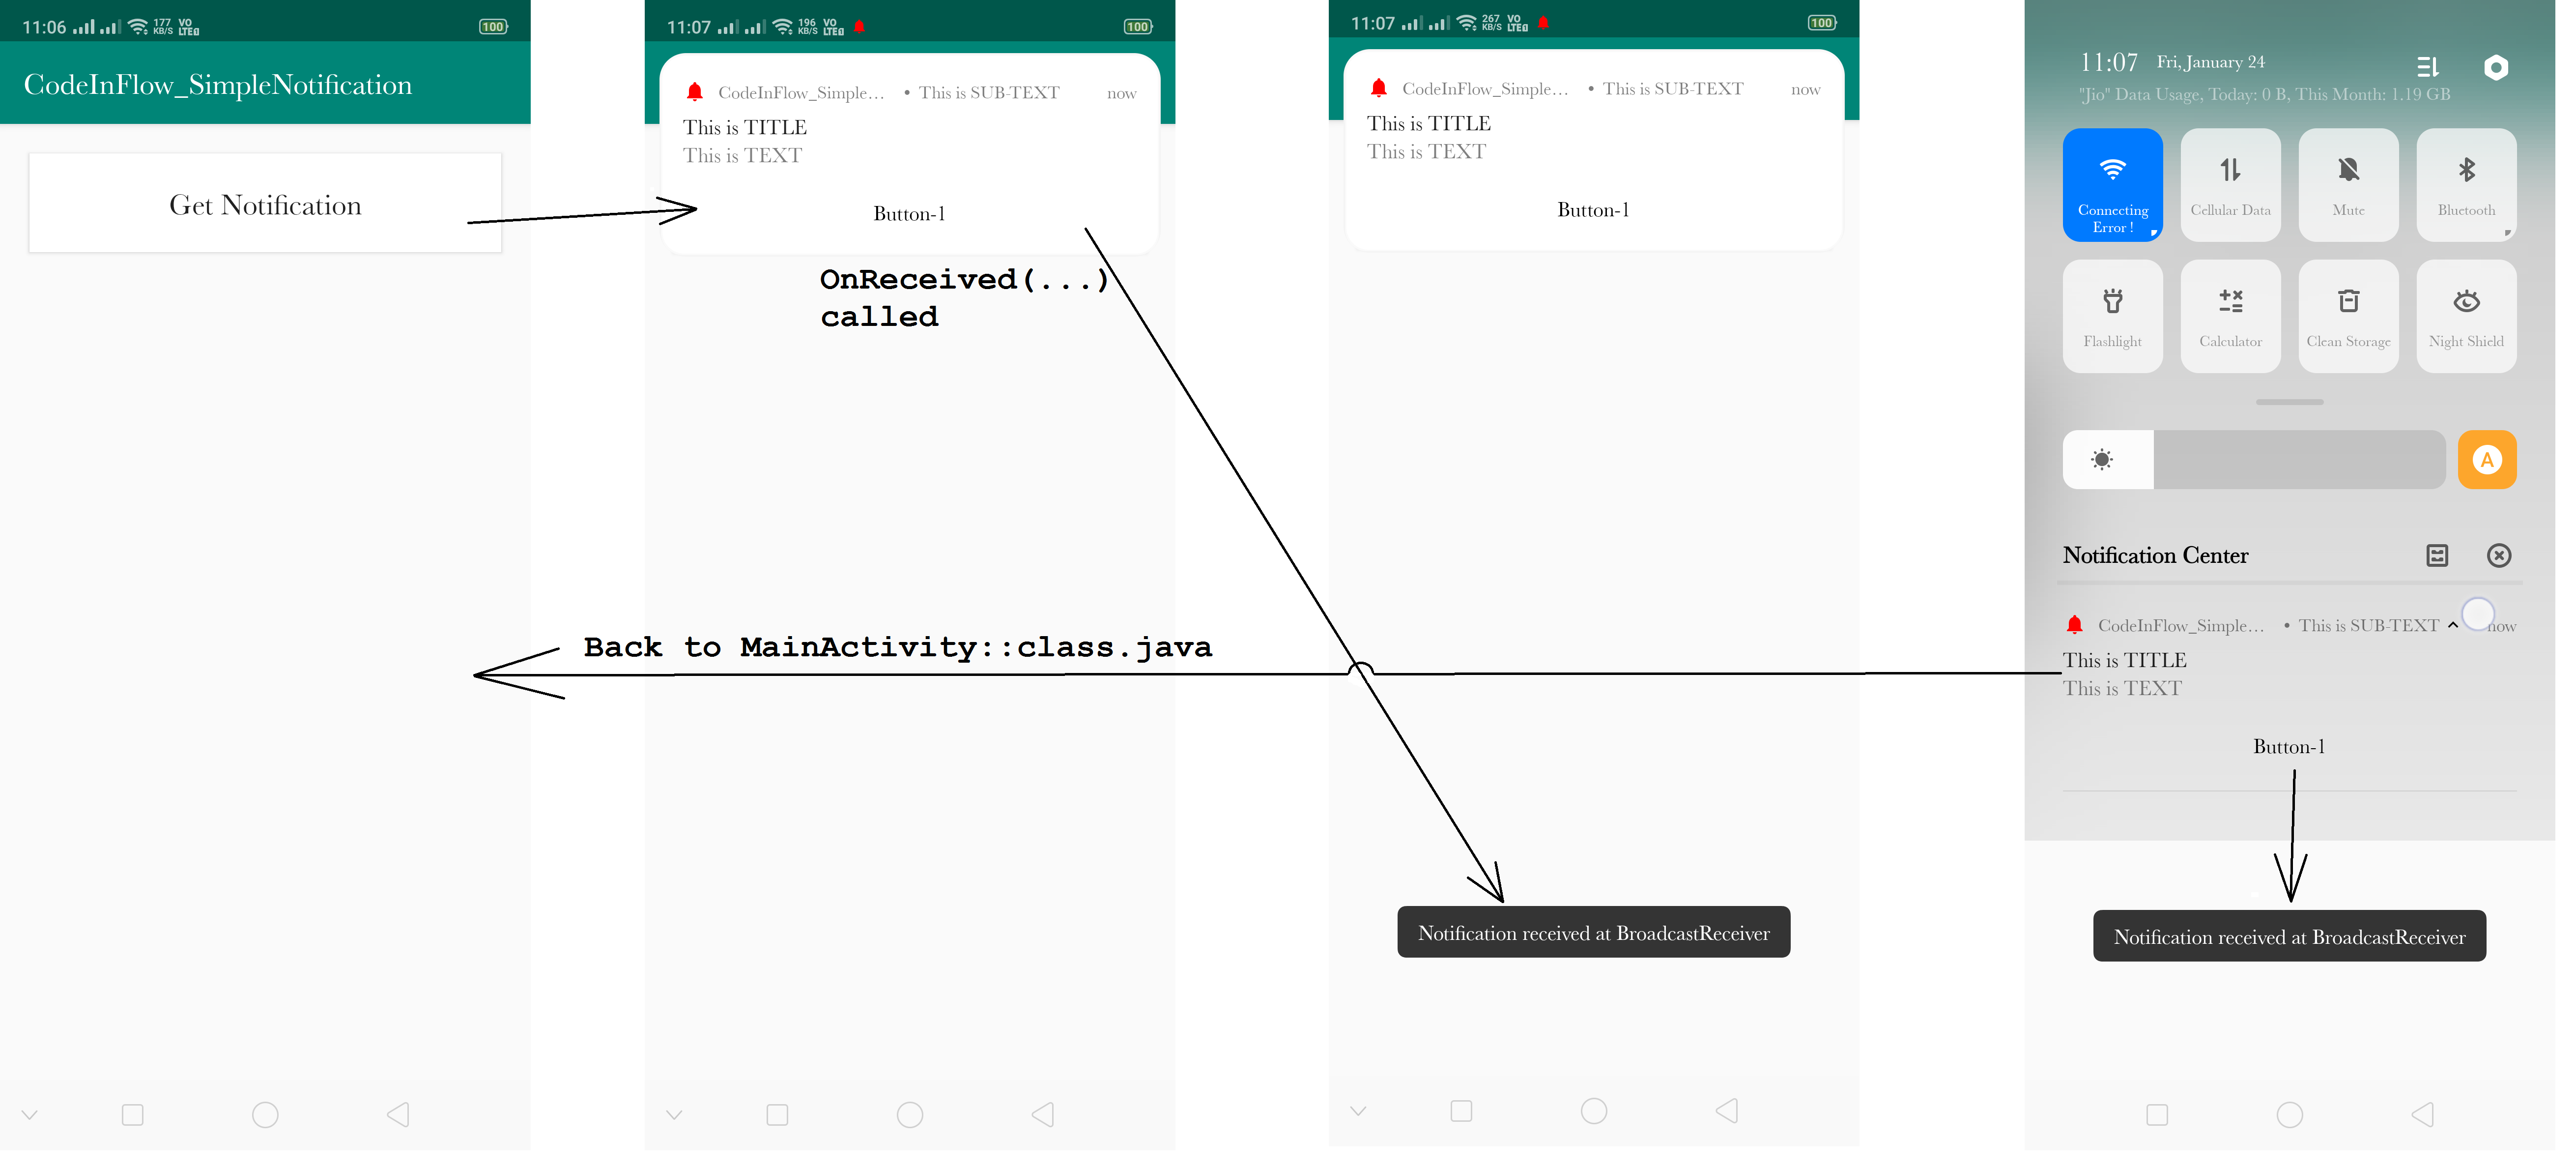 11:06 177 KB/S VO LTE 100
CodeInFlow_SimpleNotification
Get Notification
11:07 196 KB/S VO LTE 100
CodeInFlow_Simple… • This is SUB-TEXT now
This is TITLE
This is TEXT
Button-1
OnReceived(...)
called
Back to MainActivity::class.java
11:07 267 KB/S VO LTE 100
CodeInFlow_Simple… • This is SUB-TEXT now
This is TITLE
This is TEXT
Button-1
Notification received at BroadcastReceiver
11:07 Fri, January 24
"Jio" Data Usage, Today: 0 B, This Month: 1.19 GB
Connecting Cellular Data Mute Bluetooth
Error !
Flashlight Calculator Clean Storage Night Shield
A
Notification Center
CodeInFlow_Simple… • This is SUB-TEXT now
This is TITLE
This is TEXT
Button-1
Notification received at BroadcastReceiver